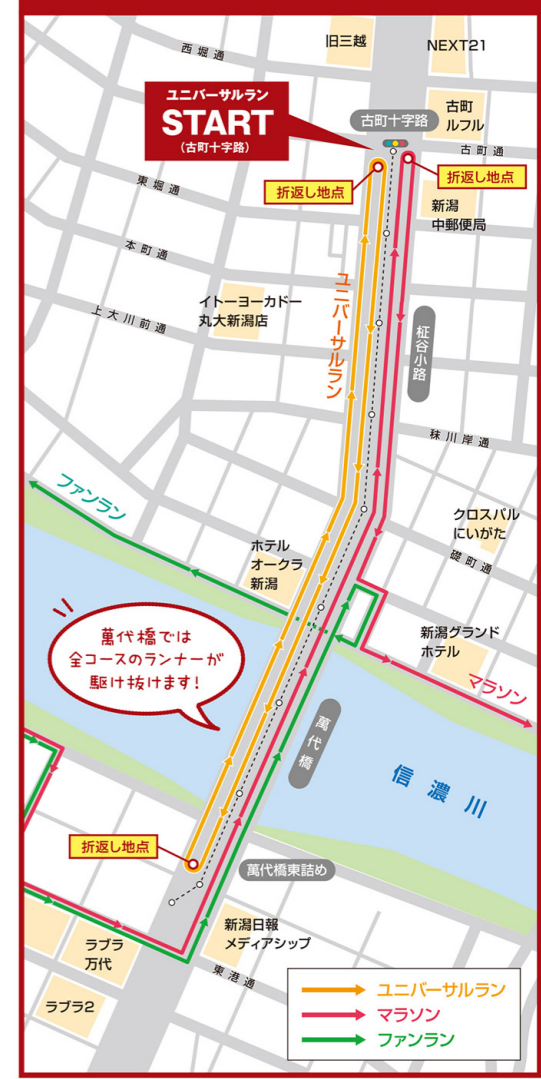 旧三越
NEXT21
西堀通
ユニバーサルラン
START
(古町十字路)
古町十字路
古町
ルフル
古町通
折返し地点
折返し地点
東堀通
新潟
中郵便局
本町通
ユニバーサルラン
イトーヨーカドー
丸大新潟店
上大川前通
柾谷小路
秣川岸通
ファンラン
クロスパル
にいがた
礎町通
ホテル
オークラ
新潟
萬代橋では
全コースのランナーが
駆け抜けます!
新潟グランド
ホテル
マラソン
萬代橋
信濃川
折返し地点
萬代橋東詰め
新潟日報
メディアシップ
ラブラ
万代
東港通
ラブラ2
ユニバーサルラン
マラソン
ファンラン